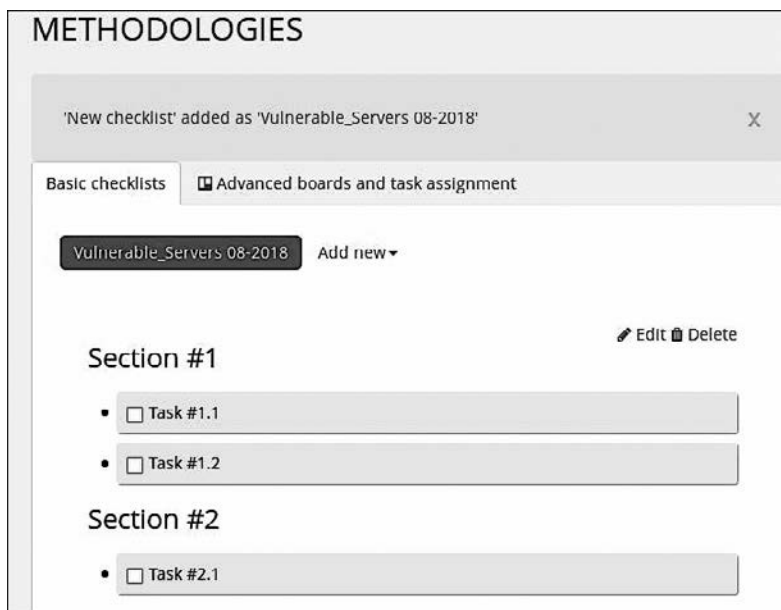 METHODOLOGIES
'New checklist' added as 'Vulnerable_Servers 08-2018'
X
Basic checklists
Advanced boards and task assignment
Vulnerable_Servers 08-2018
Add new
Edit
Delete
Section #1
Task #1.1
Task #1.2
Section #2
Task #2.1